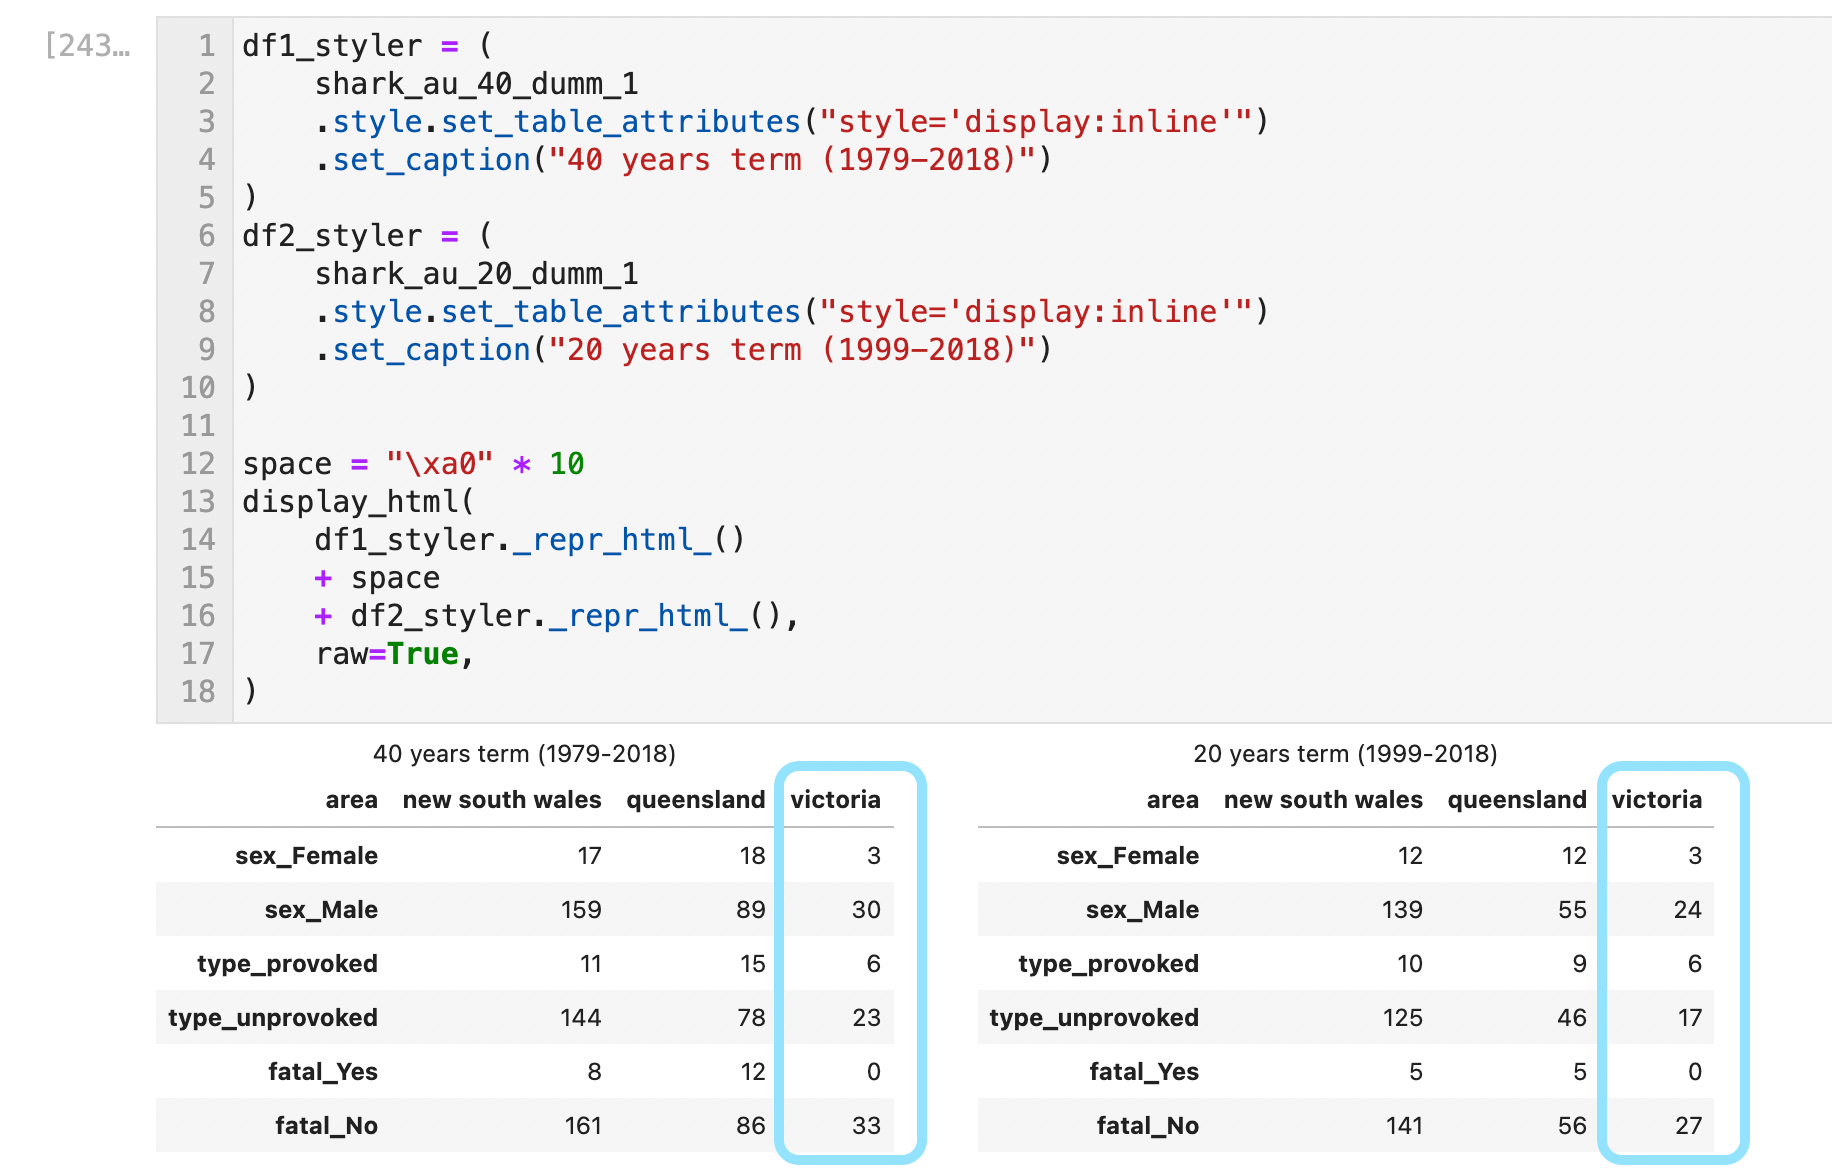 [243…
1 df1_styler = (
2     shark_au_40_dumm_1
3     .style.set_table_attributes("style='display:inline'")
4     .set_caption("40 years term (1979-2018)")
5 )
6 df2_styler = (
7     shark_au_20_dumm_1
8     .style.set_table_attributes("style='display:inline'")
9     .set_caption("20 years term (1999-2018)")
10 )
11
12 space = "\xa0" * 10
13 display_html(
14     df1_styler._repr_html_()
15     + space
16     + df2_styler._repr_html_(),
17     raw=True,
18 )
40 years term (1979-2018)
area new south wales queensland victoria
sex_Female 17 18 3
sex_Male 159 89 30
type_provoked 11 15 6
type_unprovoked 144 78 23
fatal_Yes 8 12 0
fatal_No 161 86 33
20 years term (1999-2018)
area new south wales queensland victoria
sex_Female 12 12 3
sex_Male 139 55 24
type_provoked 10 9 6
type_unprovoked 125 46 17
fatal_Yes 5 5 0
fatal_No 141 56 27